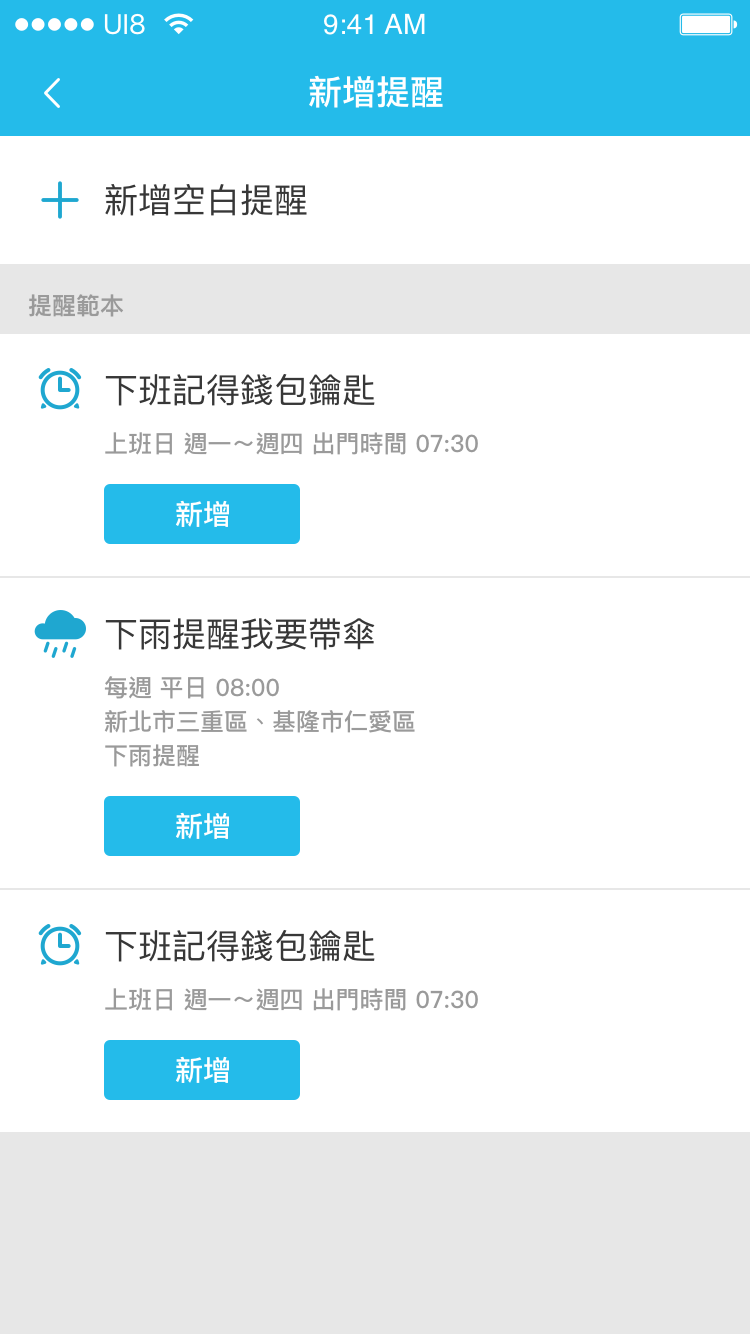 UI8 9:41 AM
新增提醒
新增空白提醒
提醒範本
下班記得錢包鑰匙
上班日 週一～週四 出門時間 07:30
新增
下雨提醒我要帶傘
每週 平日 08:00
新北市三重區、基隆市仁愛區
下雨提醒
新增
下班記得錢包鑰匙
上班日 週一～週四 出門時間 07:30
新增